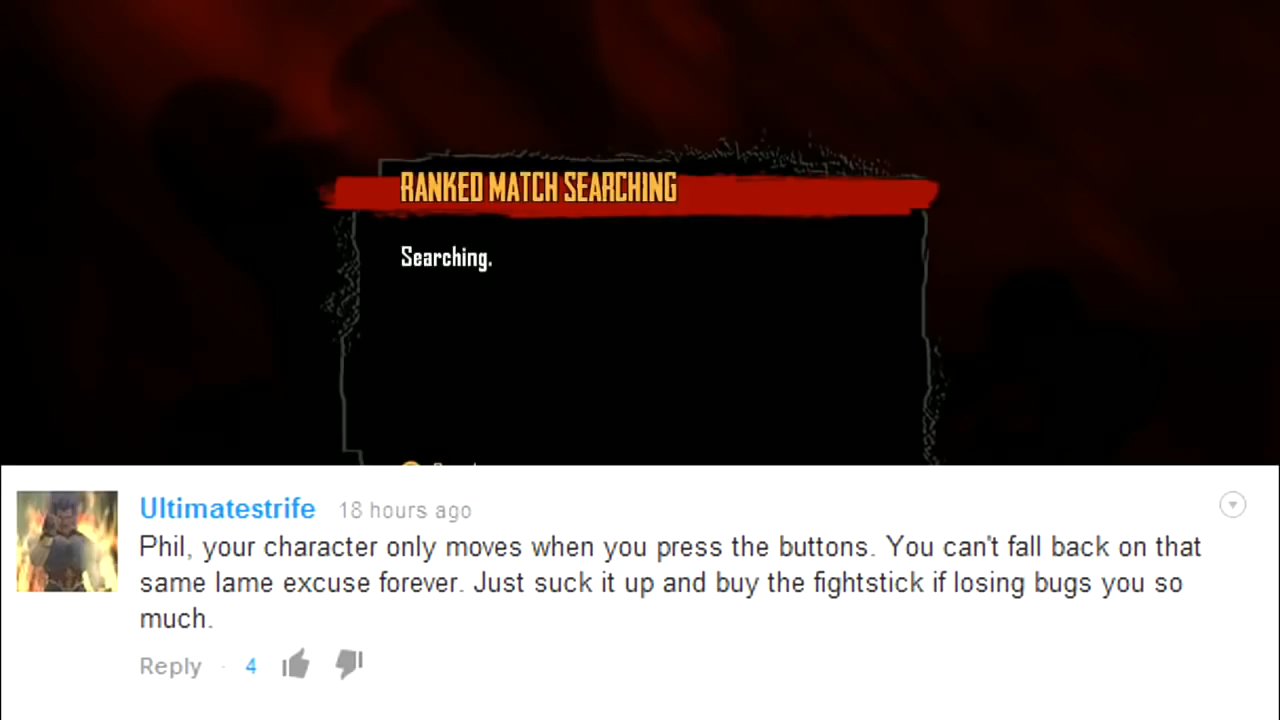 RANKED MATCH SEARCHING
Searching.
Ultimatestrife 18 hours ago
Phil, your character only moves when you press the buttons. You can't fall back on that
same lame excuse forever. Just suck it up and buy the fightstick if losing bugs you so
much.
Reply · 4